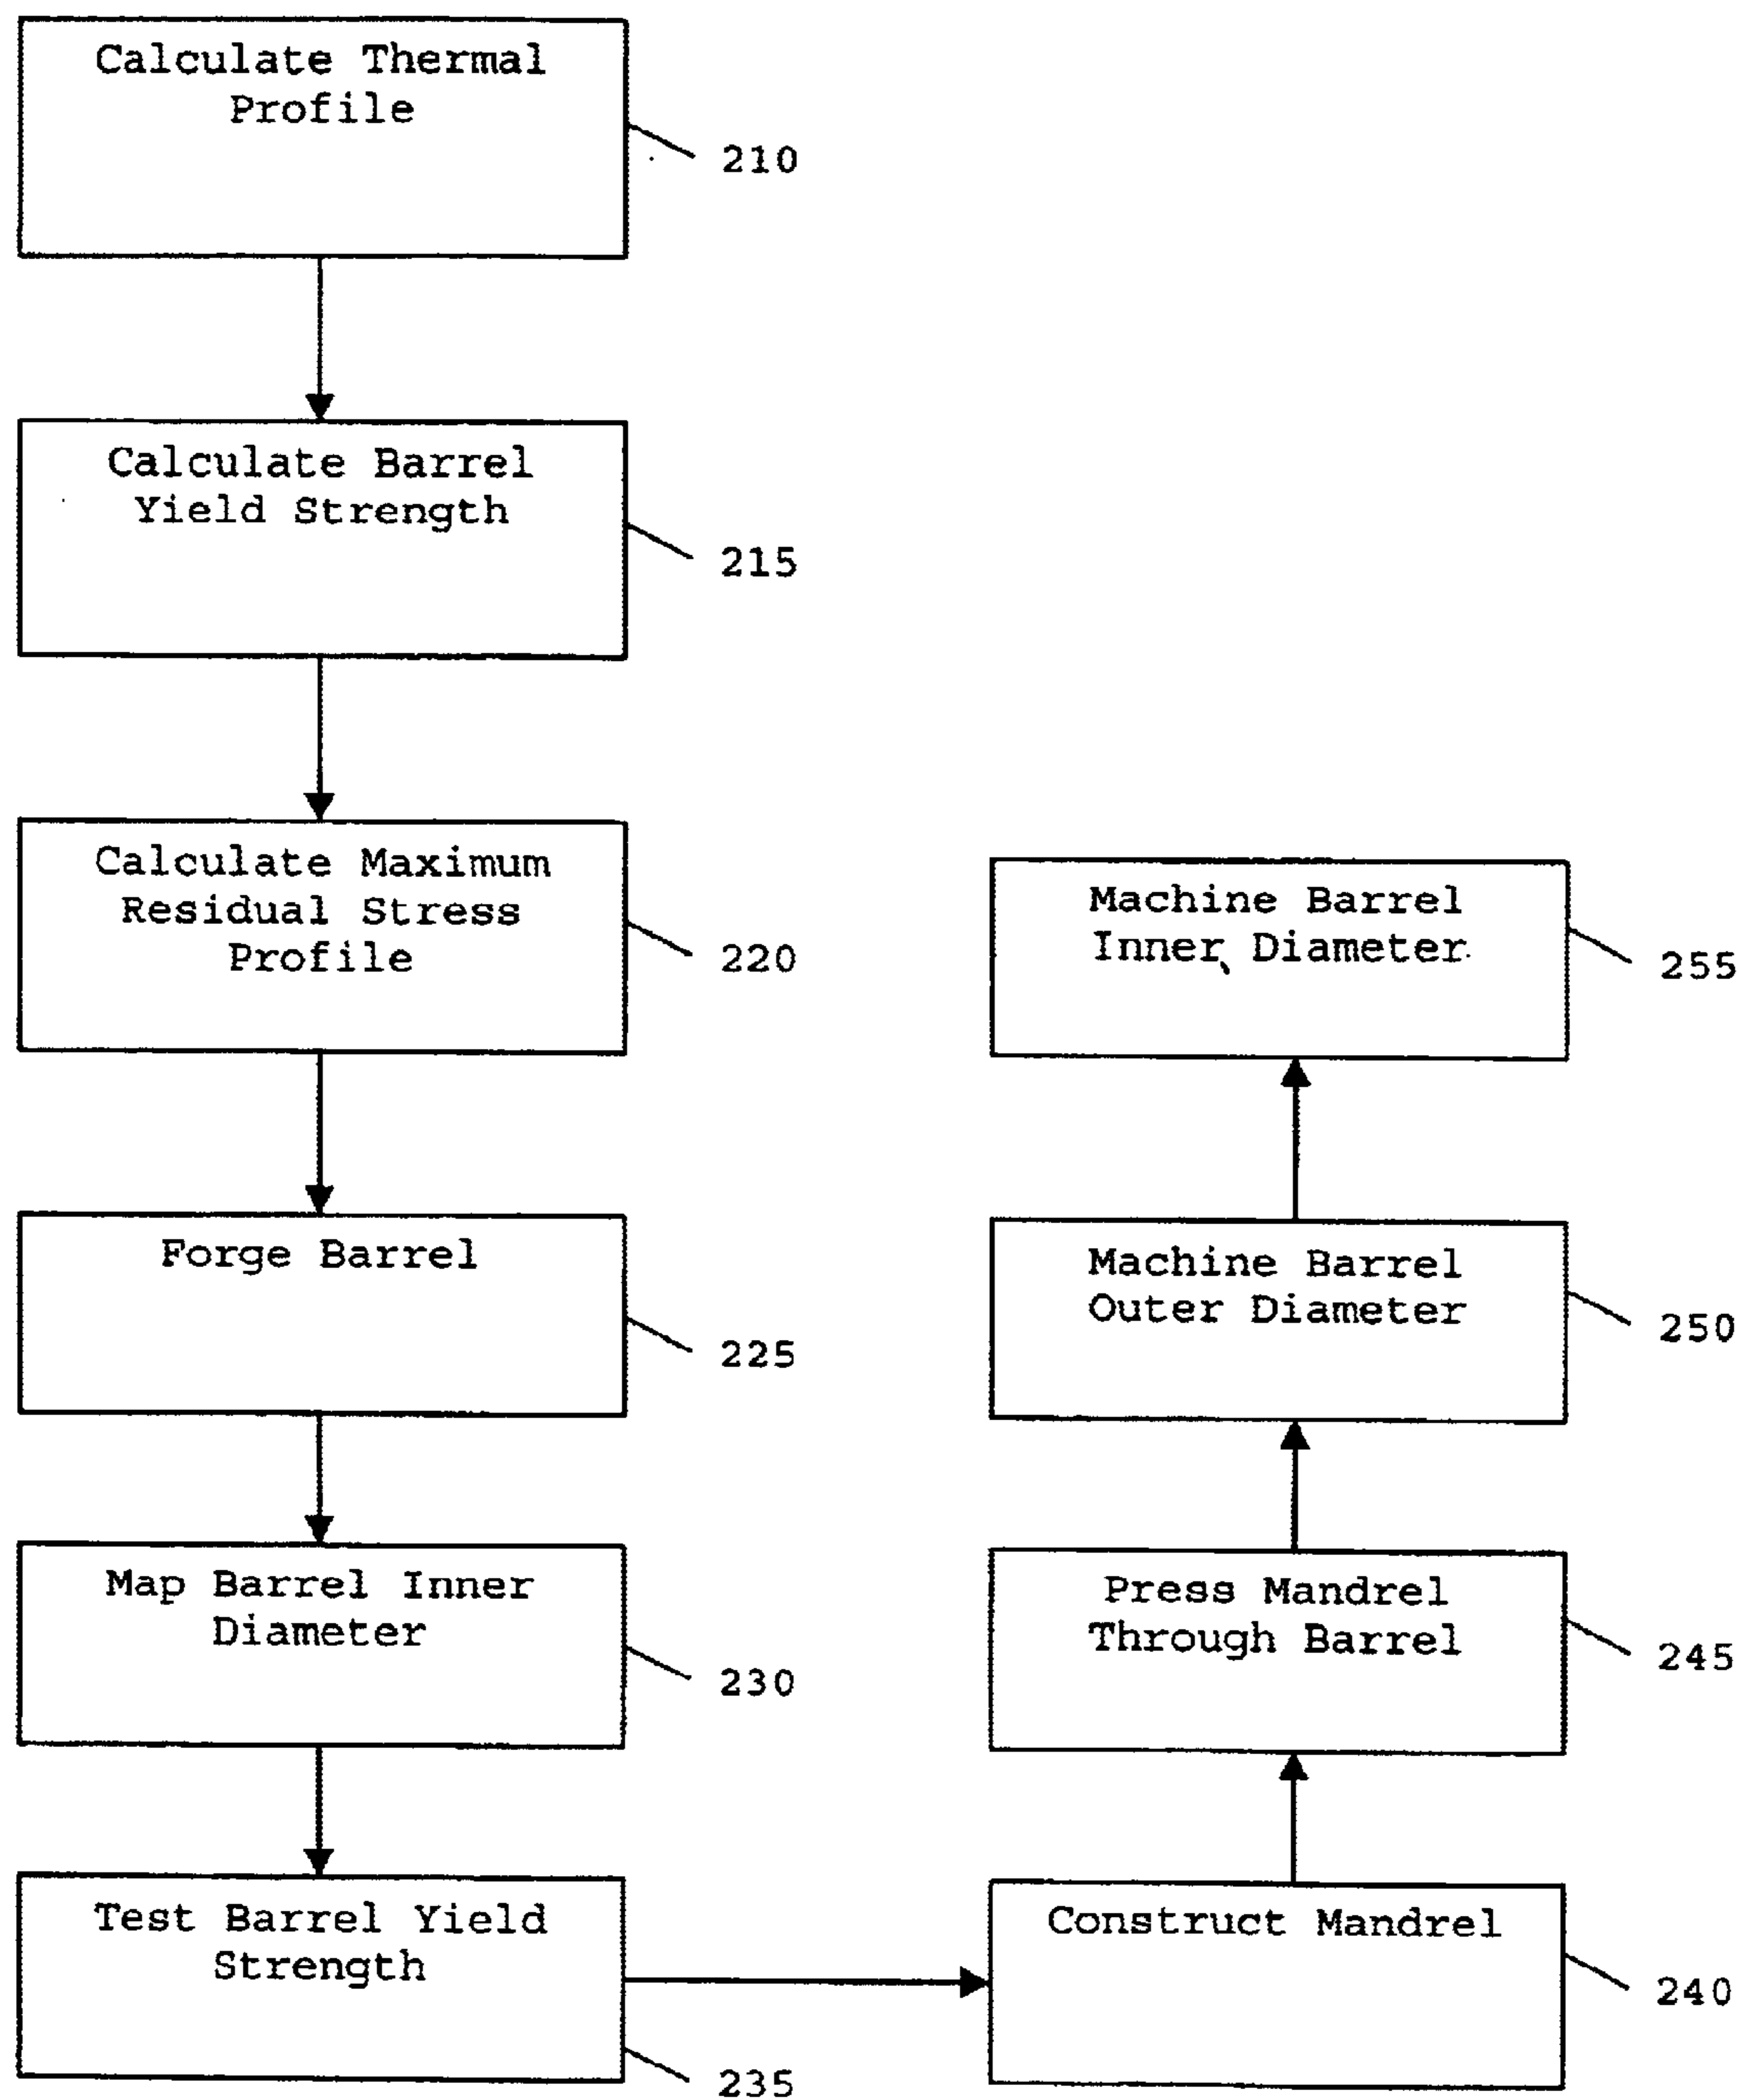 Calculate Thermal
Profile
210
Calculate Barrel
Yield Strength
215
Calculate Maximum
Residual Stress
Profile
220
Forge Barrel
225
Map Barrel Inner
Diameter
230
Test Barrel Yield
Strength
235
Construct Mandrel
240
Press Mandrel
Through Barrel
245
Machine Barrel
Outer Diameter
250
Machine Barrel
Inner Diameter
255